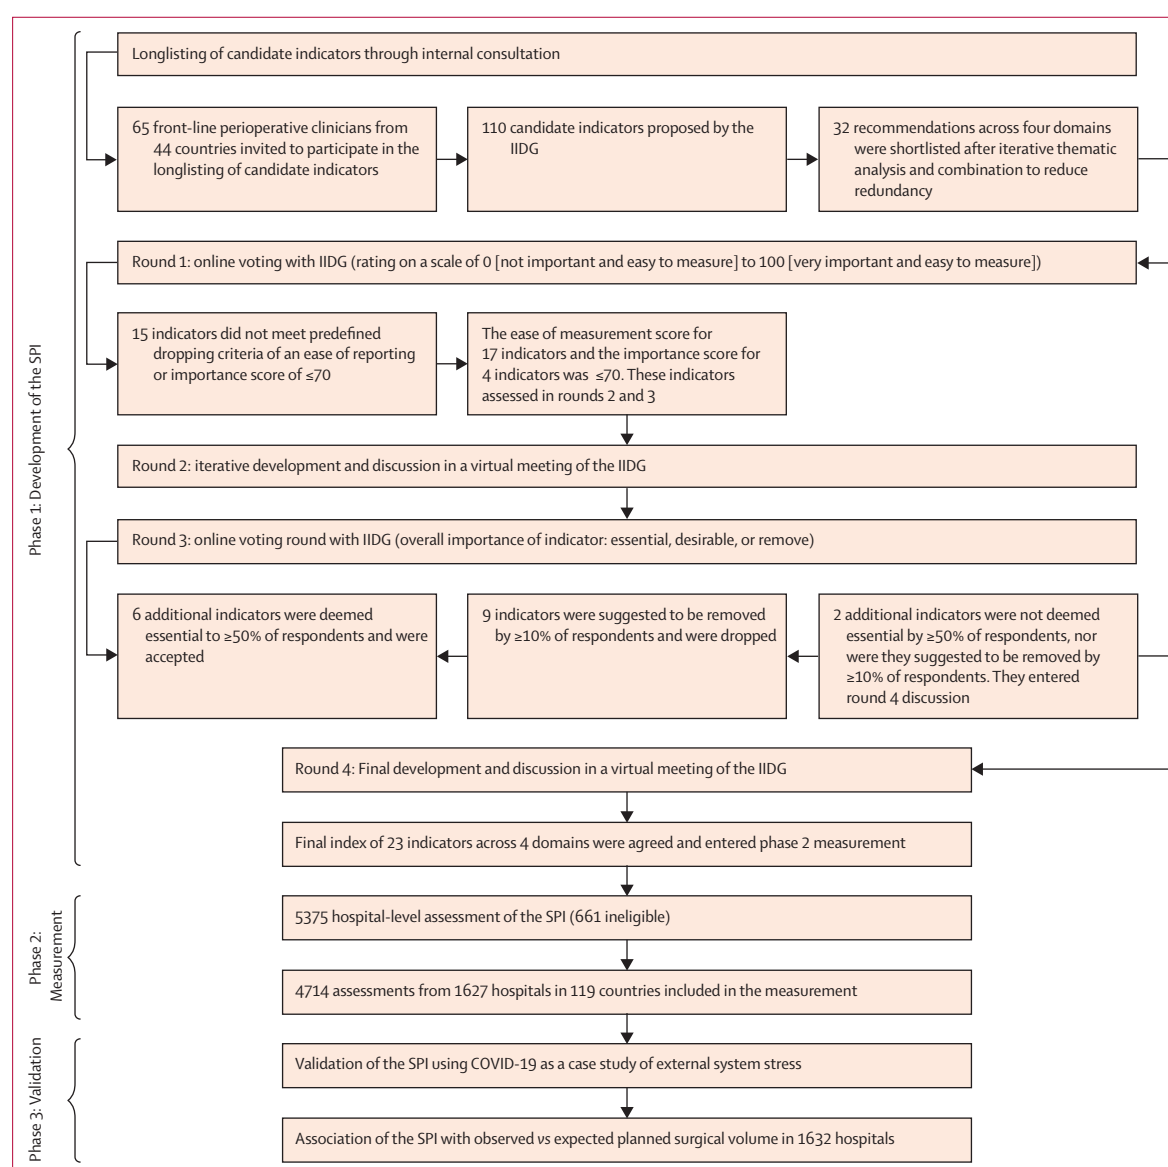 Longlisting of candidate indicators through internal consultation
65 front-line perioperative clinicians from
44 countries invited to participate in the
longlisting of candidate indicators
110 candidate indicators proposed by the
IIDG
32 recommendations across four domains
were shortlisted after iterative thematic
analysis and combination to reduce
redundancy
Round 1: online voting with IIDG (rating on a scale of 0 [not important and easy to measure] to 100 [very important and easy to measure])
15 indicators did not meet predefined
dropping criteria of an ease of reporting
or importance score of ≤70
The ease of measurement score for
17 indicators and the importance score for
4 indicators was ≤70. These indicators
assessed in rounds 2 and 3
Round 2: iterative development and discussion in a virtual meeting of the IIDG
Round 3: online voting round with IIDG (overall importance of indicator: essential, desirable, or remove)
6 additional indicators were deemed
essential to ≥50% of respondents and were
accepted
9 indicators were suggested to be removed
by ≥10% of respondents and were dropped
2 additional indicators were not deemed
essential by ≥50% of respondents, nor
were they suggested to be removed by
≥10% of respondents. They entered
round 4 discussion
Round 4: Final development and discussion in a virtual meeting of the IIDG
Final index of 23 indicators across 4 domains were agreed and entered phase 2 measurement
Phase 1: Development of the SPI
5375 hospital-level assessment of the SPI (661 ineligible)
4714 assessments from 1627 hospitals in 119 countries included in the measurement
Phase 2:
Measurement
Validation of the SPI using COVID-19 as a case study of external system stress
Association of the SPI with observed vs expected planned surgical volume in 1632 hospitals
Phase 3: Validation